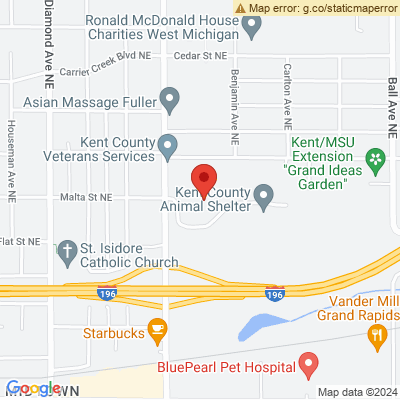 Map error: g.co/staticmaperror
Ronald McDonald House
Charities West Michigan
Diamond Ave NE
Cedar St NE
Carrier Creek Blvd NE
Benjamin Ave NE
Carlton Ave NE
Ball Ave NE
Asian Massage Fuller
Houseman Ave NE
Kent County
Veterans Services
Kent/MSU
Extension
"Grand Ideas
Garden"
Malta St NE
Kent County
Animal Shelter
Flat St NE
St. Isidore
Catholic Church
196
196
Starbucks
Vander Mill
Grand Rapids
BluePearl Pet Hospital
Google
Map data ©2024